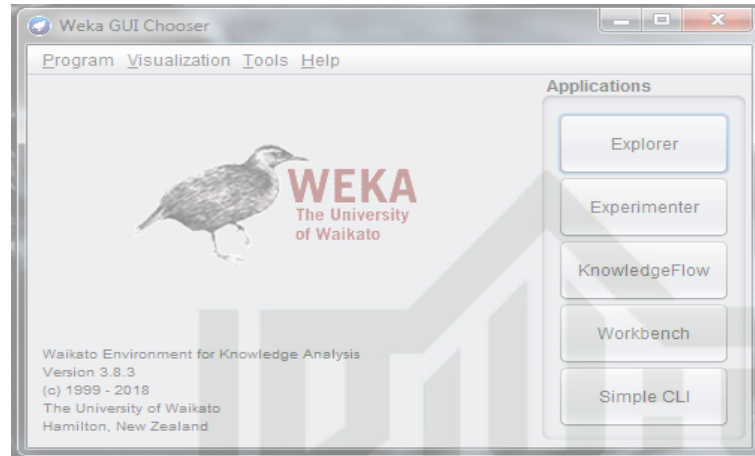 Weka GUI Chooser
Program Visualization Tools Help
Applications
Explorer
Experimenter
KnowledgeFlow
Workbench
Simple CLI
WEKA
The University
of Waikato
Waikato Environment for Knowledge Analysis
Version 3.8.3
(c) 1999 - 2018
The University of Waikato
Hamilton, New Zealand